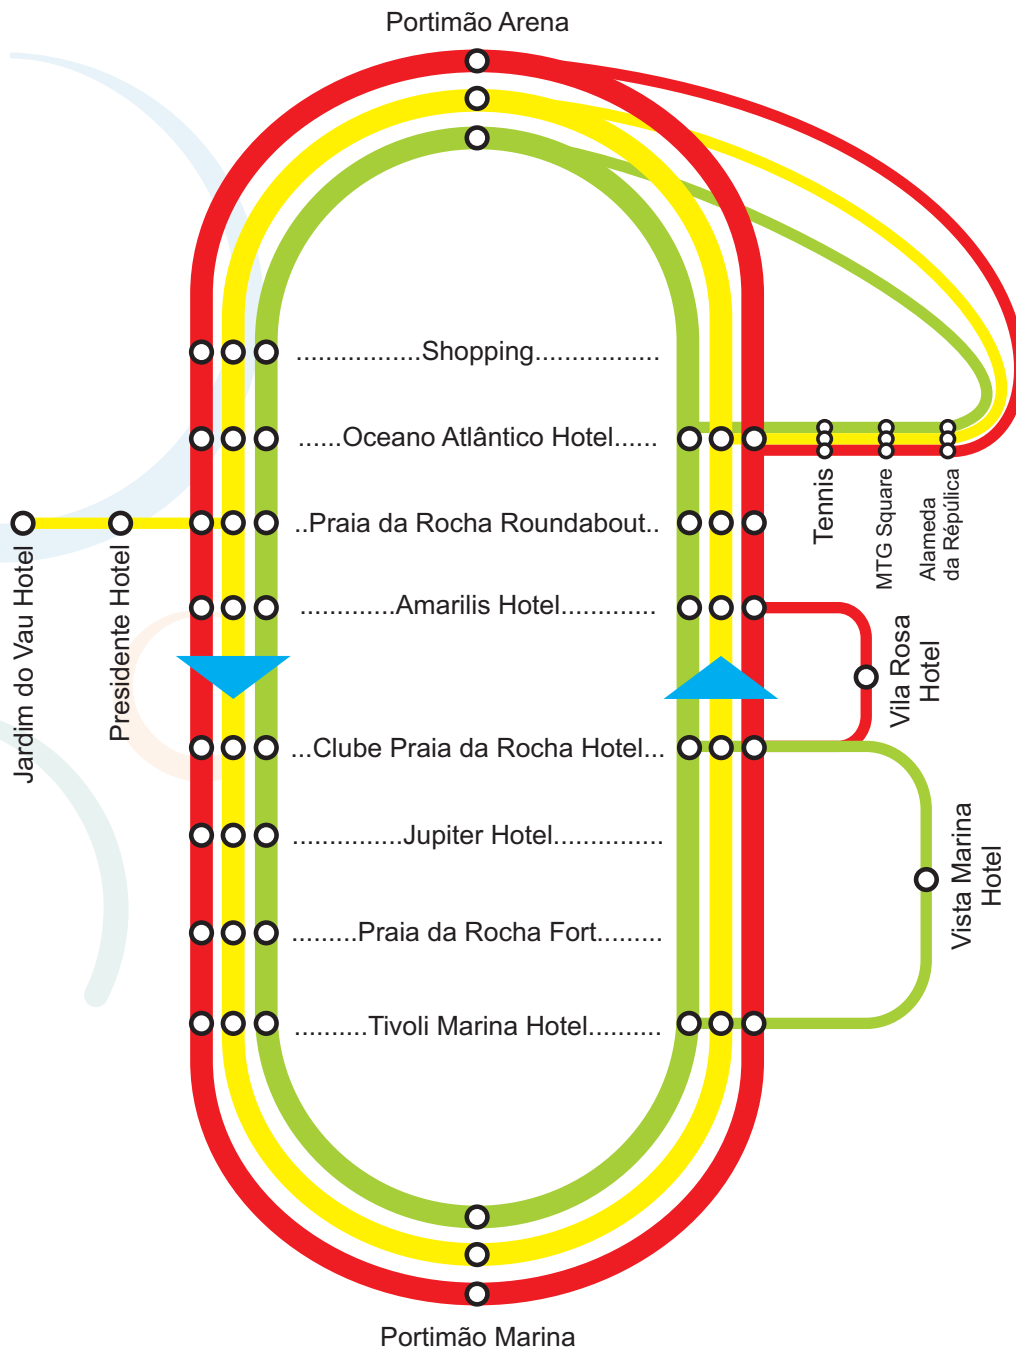 Portimão Arena
.................Shopping.................
......Oceano Atlântico Hotel......
..Praia da Rocha Roundabout..
.............Amarilis Hotel.............
...Clube Praia da Rocha Hotel...
...............Jupiter Hotel...............
.........Praia da Rocha Fort.........
..........Tivoli Marina Hotel..........
Portimão Marina
Jardim do Vau Hotel
Presidente Hotel
Tennis
MTG Square
Alameda
da Répúlica
Vila Rosa
Hotel
Vista Marina
Hotel